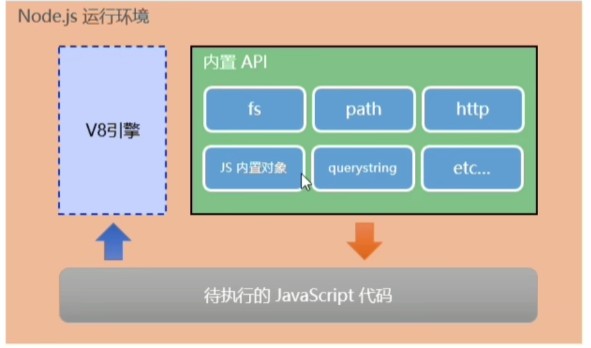 Node.js 运行环境
V8引擎
内置 API
fs
path
http
JS 内置对象
querystring
etc...
待执行的 JavaScript 代码